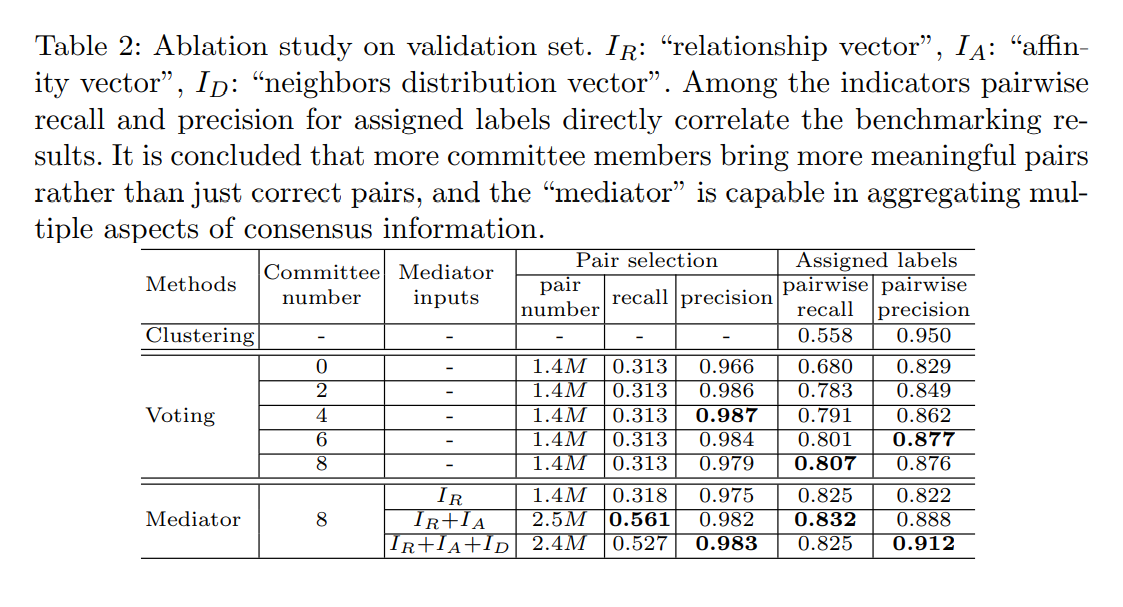 Table 2: Ablation study on validation set. I_R: “relationship vector”, I_A: “affin-
ity vector”, I_D: “neighbors distribution vector”. Among the indicators pairwise
recall and precision for assigned labels directly correlate the benchmarking re-
sults. It is concluded that more committee members bring more meaningful pairs
rather than just correct pairs, and the “mediator” is capable in aggregating mul-
tiple aspects of consensus information.
Methods Committee number Mediator inputs Pair selection Assigned labels
pair number recall precision pairwise recall pairwise precision
Clustering - - - - - 0.558 0.950
Voting 0 - 1.4M 0.313 0.966 0.680 0.829
2 - 1.4M 0.313 0.986 0.783 0.849
4 - 1.4M 0.313 0.987 0.791 0.862
6 - 1.4M 0.313 0.984 0.801 0.877
8 - 1.4M 0.313 0.979 0.807 0.876
Mediator 8 I_R 1.4M 0.318 0.975 0.825 0.822
I_R+I_A 2.5M 0.561 0.982 0.832 0.888
I_R+I_A+I_D 2.4M 0.527 0.983 0.825 0.912